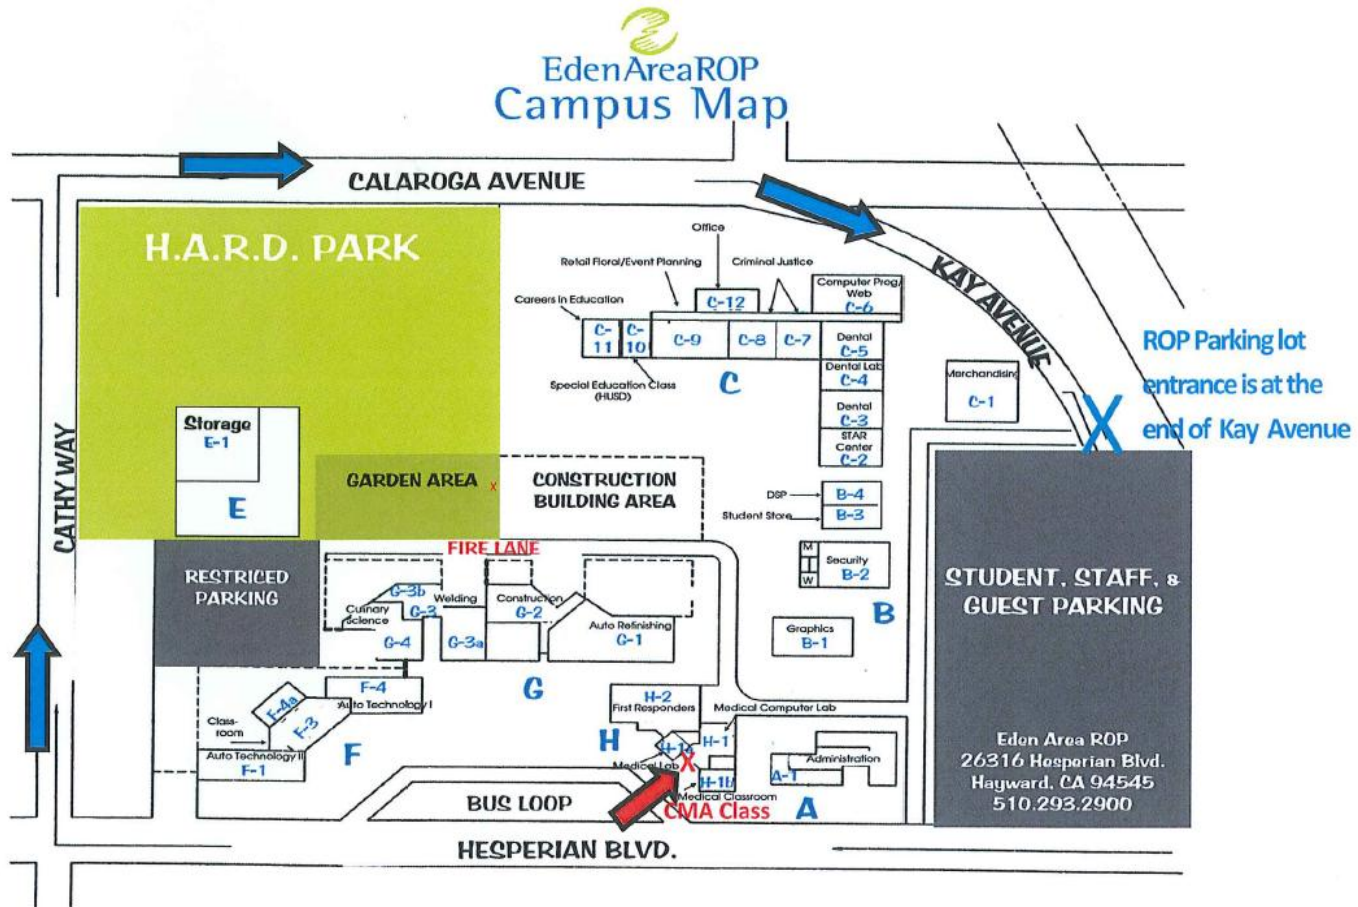 Eden Area ROP
Campus Map
CALAROGA AVENUE
H.A.R.D. PARK
KAY AVENUE
CATHY WAY
Office
Retail Floral/Event Planning
Criminal Justice
Careers in Education
Computer Prog/
Web
C-6
C-12
C-
11
C-
10
C-9
C-8
C-7
Dental
C-5
Dental Lab
C-4
Dental
C-3
STAR
Center
C-2
Special Education Class
(HUSD)
C
Merchandising
C-1
ROP Parking lot
entrance is at the
end of Kay Avenue
X
Storage
E-1
E
GARDEN AREA
x
CONSTRUCTION
BUILDING AREA
DSP
B-4
Student Store
B-3
M
W
Security
B-2
B
Graphics
B-1
FIRE LANE
RESTRICED
PARKING
STUDENT, STAFF, &
GUEST PARKING
G-3b
Culinary
Science
G-3
Welding
G-4
G-3a
Construction
G-2
Auto Refinishing
G-1
G
F-4
Auto Technology I
F-4a
F-3
Class-
room
Auto Technology II
F-1
F
H-2
First Responders
Medical Computer Lab
H
H-1a
H-1
Medical Lab
X
H-1b
Medical Classroom
CMA Class
Administration
A-1
A
BUS LOOP
HESPERIAN BLVD.
Eden Area ROP
26316 Hesperian Blvd.
Hayward, CA 94545
510.293.2900